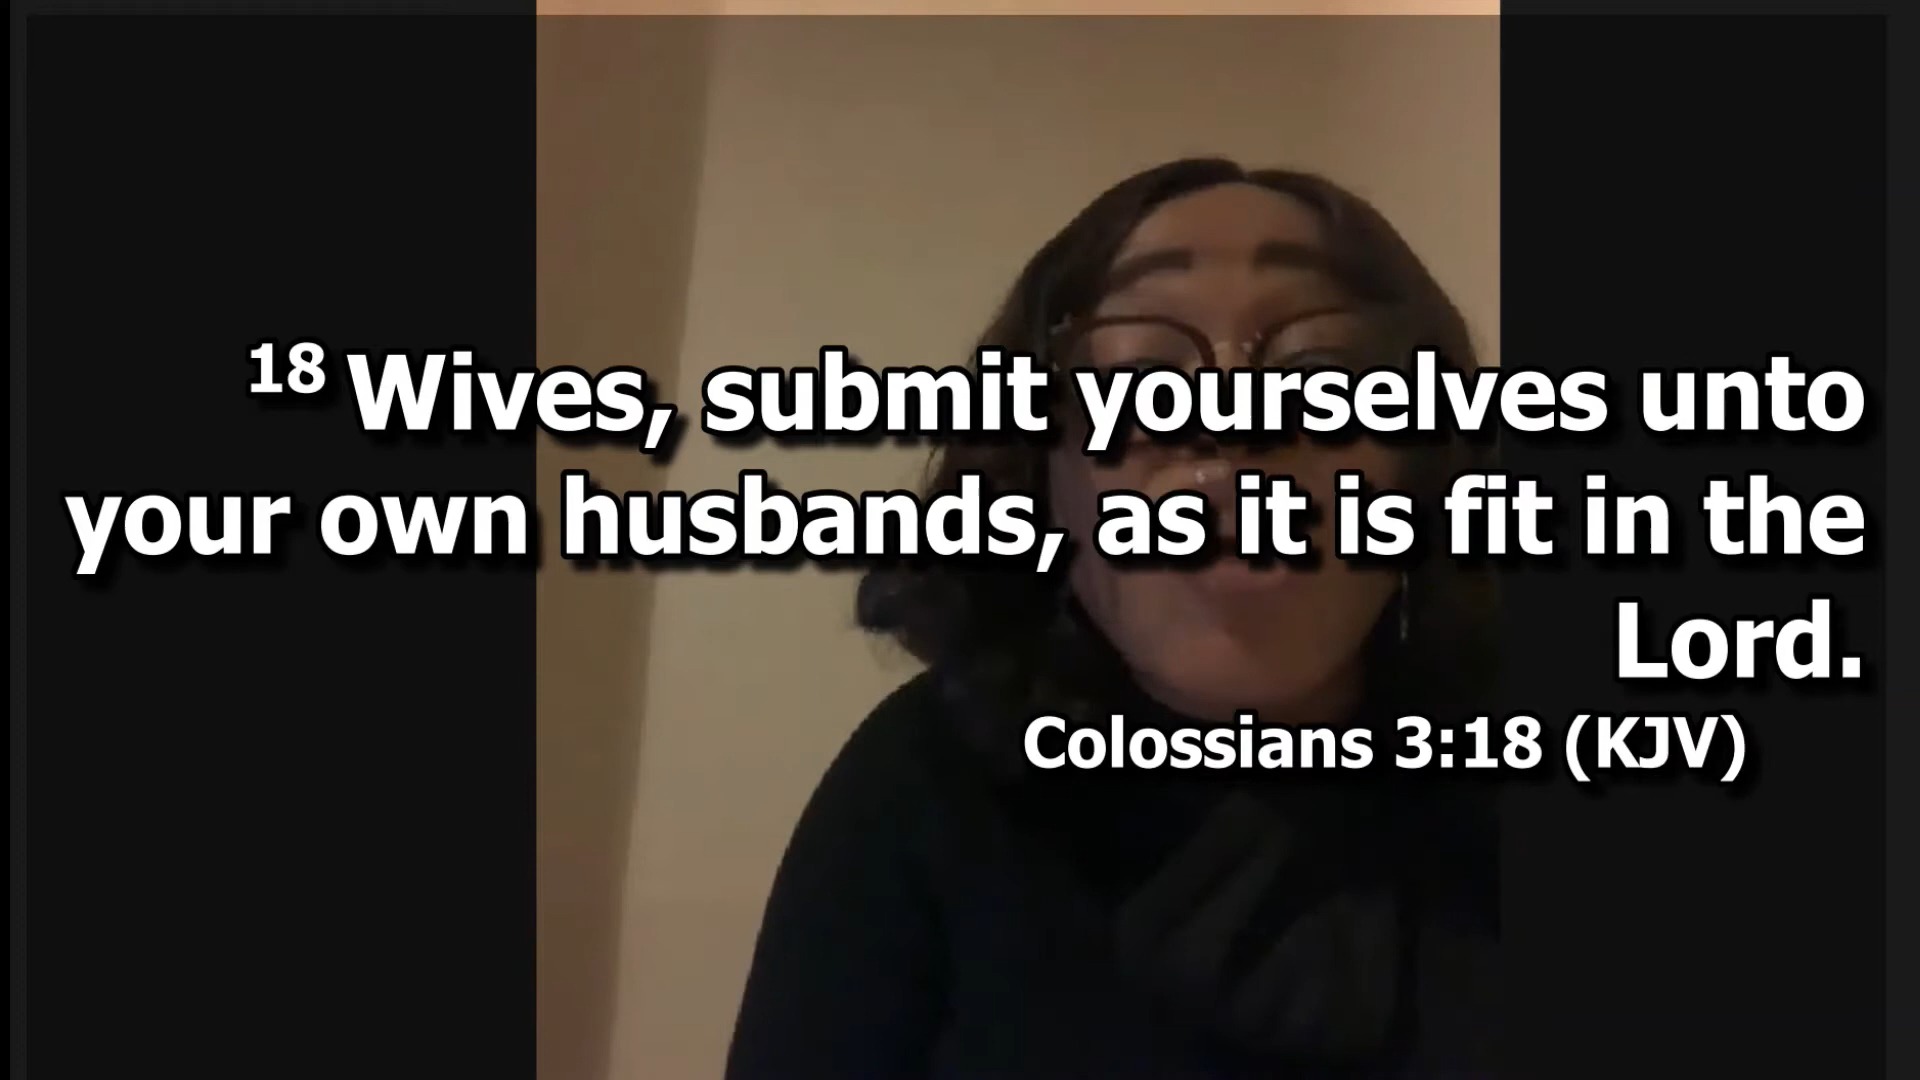 18 Wives, submit yourselves unto
your own husbands, as it is fit in the
Lord.
Colossians 3:18 (KJV)